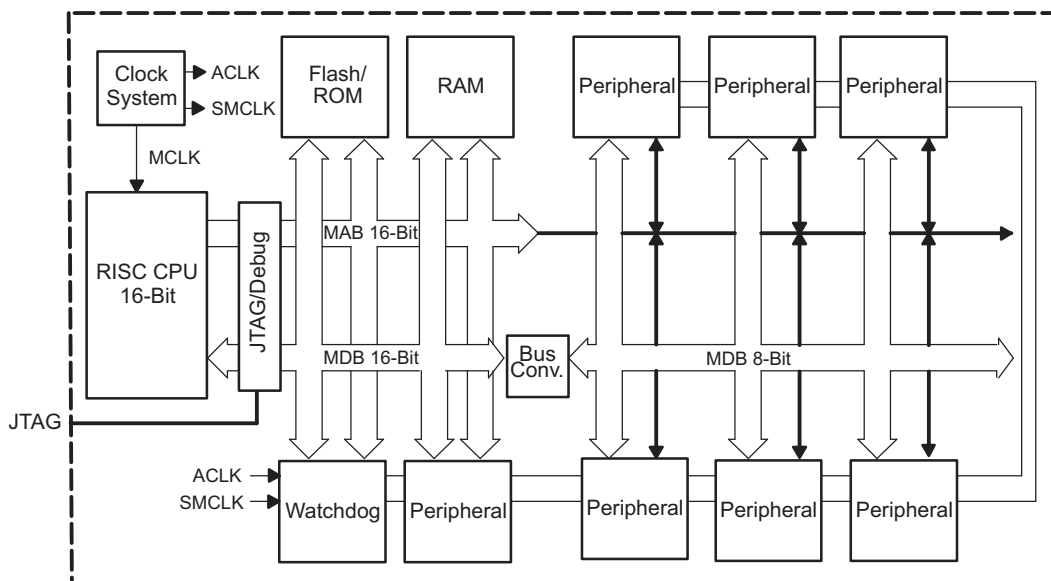 Clock
System
ACLK
SMCLK
MCLK
Flash/
ROM
RAM
Peripheral
Peripheral
Peripheral
RISC CPU
16-Bit
JTAG/Debug
MAB 16-Bit
MDB 16-Bit
Bus
Conv.
MDB 8-Bit
JTAG
ACLK
SMCLK
Watchdog
Peripheral
Peripheral
Peripheral
Peripheral